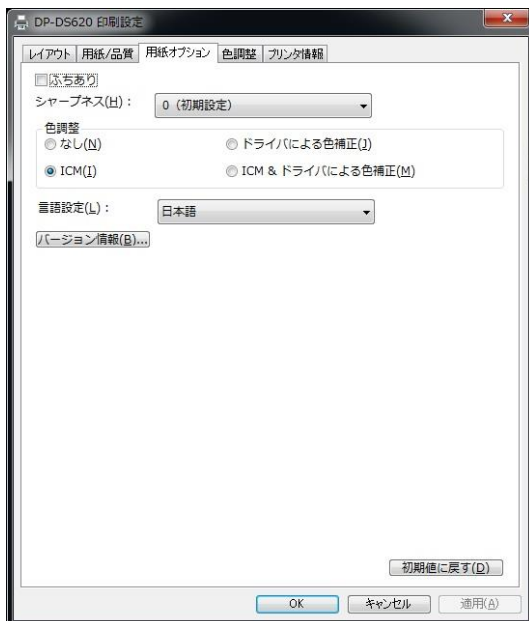 DP-DS620 印刷設定
レイアウト 用紙/品質 用紙オプション 色調整 プリンタ情報
ふちあり
シャープネス(H)： 0（初期設定）
色調整
なし(N) ドライバによる色補正(J)
ICM(I) ICM & ドライバによる色補正(M)
言語設定(L)： 日本語
バージョン情報(B)...
初期値に戻す(D)
OK キャンセル 適用(A)